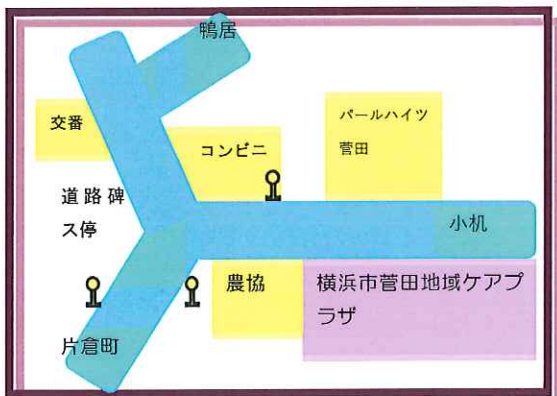 鴨居
交番
コンビニ
パールハイツ
菅田
道路碑
ス停
小机
農協
横浜市菅田地域ケアプ
ラザ
片倉町